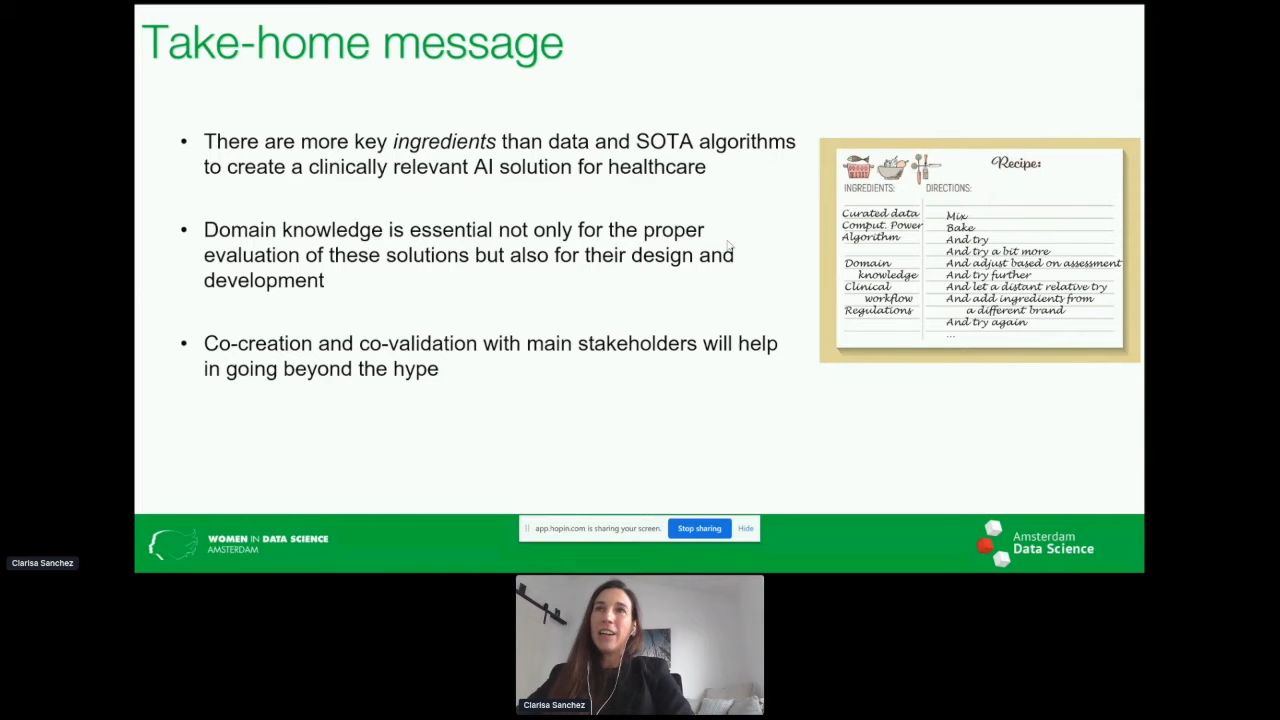 Take-home message
• There are more key ingredients than data and SOTA algorithms
to create a clinically relevant AI solution for healthcare
• Domain knowledge is essential not only for the proper
evaluation of these solutions but also for their design and
development
• Co-creation and co-validation with main stakeholders will help
in going beyond the hype
Recipe:
INGREDIENTS:
Curated data
Comput. Power
Algorithm
Domain
knowledge
Clinical
workflow
Regulations
DIRECTIONS:
Mix
Bake
And try
And try a bit more
And adjust based on assessment
And try further
And let a distant relative try
And add ingredients from
a different brand
And try again
...
WOMEN IN DATA SCIENCE
AMSTERDAM
app.hopin.com is sharing your screen.
Stop sharing
Hide
Amsterdam
Data Science
Clarisa Sanchez
Clarisa Sanchez